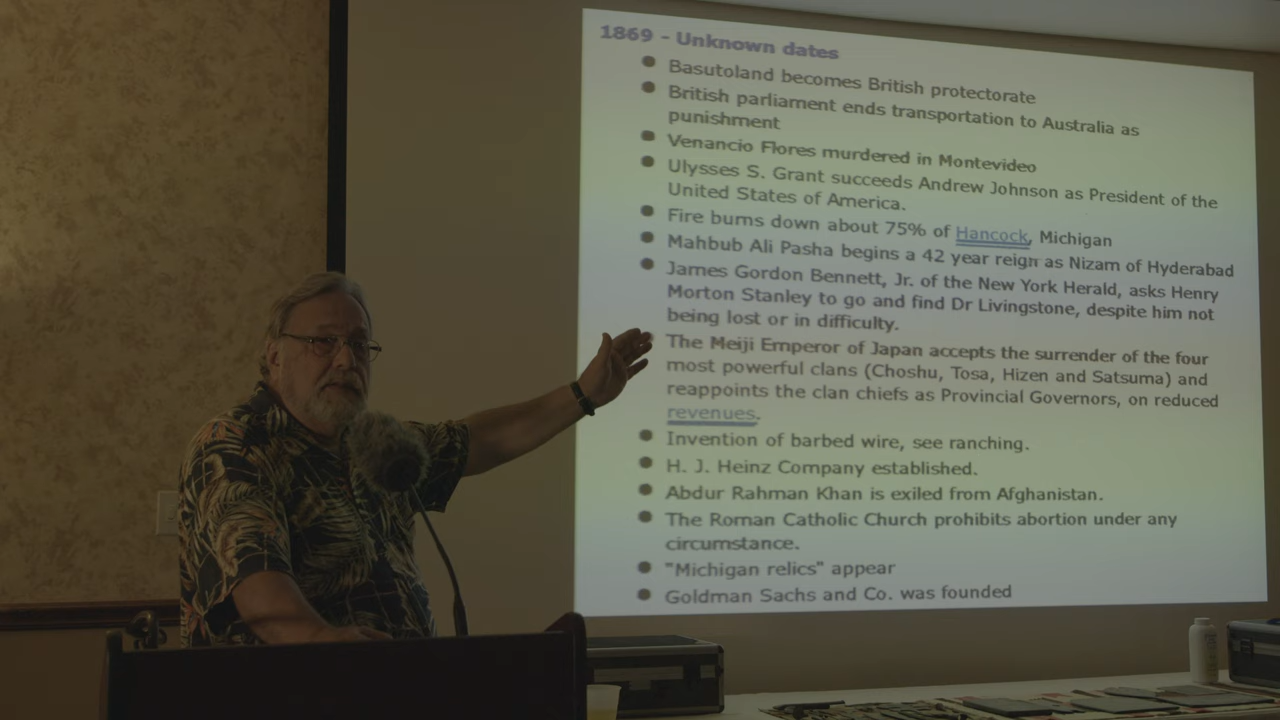 1869 - Unknown dates
Basutoland becomes British protectorate
British parliament ends transportation to Australia as
punishment
Venancio Flores murdered in Montevideo
Ulysses S. Grant succeeds Andrew Johnson as President of the
United States of America.
Fire burns down about 75% of Hancock, Michigan
Mahbub Ali Pasha begins a 42 year reign as Nizam of Hyderabad
James Gordon Bennett, Jr. of the New York Herald, asks Henry
Morton Stanley to go and find Dr Livingstone, despite him not
being lost or in difficulty.
The Meiji Emperor of Japan accepts the surrender of the four
most powerful clans (Choshu, Tosa, Hizen and Satsuma) and
reappoints the clan chiefs as Provincial Governors, on reduced
revenues.
Invention of barbed wire, see ranching.
H. J. Heinz Company established.
Abdur Rahman Khan is exiled from Afghanistan.
The Roman Catholic Church prohibits abortion under any
circumstance.
"Michigan relics" appear
Goldman Sachs and Co. was founded